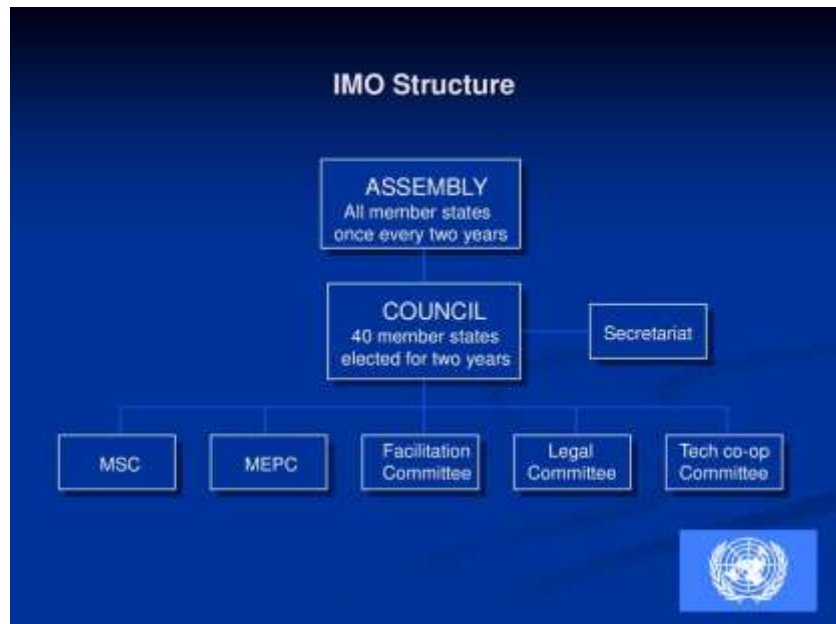 IMO Structure
ASSEMBLY
All member states
once every two years
COUNCIL
40 member states
elected for two years
Secretariat
MSC
MEPC
Facilitation
Committee
Legal
Committee
Tech co-op
Committee